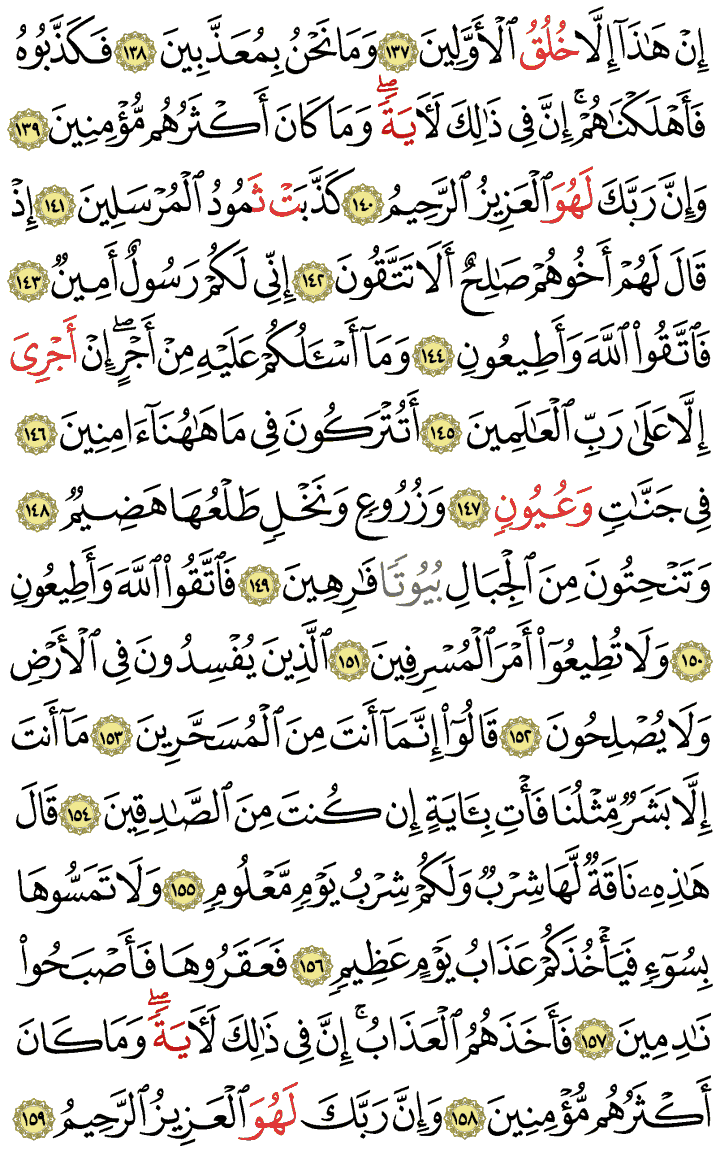 إِنْ هَٰذَآ إِلَّا خُلُقُ ٱلْأَوَّلِينَ ١٣٧ وَمَا نَحْنُ بِمُعَذَّبِينَ ١٣٨ فَكَذَّبُوهُ
فَأَهْلَكْنَٰهُمْ ۚ إِنَّ فِى ذَٰلِكَ لَـَٔايَةً ۖ وَمَا كَانَ أَكْثَرُهُم مُّؤْمِنِينَ ١٣٩
وَإِنَّ رَبَّكَ لَهُوَ ٱلْعَزِيزُ ٱلرَّحِيمُ ١٤٠ كَذَّبَتْ ثَمُودُ ٱلْمُرْسَلِينَ ١٤١ إِذْ
قَالَ لَهُمْ أَخُوهُمْ صَٰلِحٌ أَلَا تَتَّقُونَ ١٤٢ إِنِّى لَكُمْ رَسُولٌ أَمِينٌ ١٤٣
فَٱتَّقُوا۟ ٱللَّهَ وَأَطِيعُونِ ١٤٤ وَمَآ أَسْـَٔلُكُمْ عَلَيْهِ مِنْ أَجْرٍ ۖ إِنْ أَجْرِىَ
إِلَّا عَلَىٰ رَبِّ ٱلْعَٰلَمِينَ ١٤٥ أَتُتْرَكُونَ فِى مَا هَٰهُنَآ ءَامِنِينَ ١٤٦
فِى جَنَّٰتٍ وَعُيُونٍ ١٤٧ وَزُرُوعٍ وَنَخْلٍ طَلْعُهَا هَضِيمٌ ١٤٨
وَتَنْحِتُونَ مِنَ ٱلْجِبَالِ بُيُوتًا فَٰرِهِينَ ١٤٩ فَٱتَّقُوا۟ ٱللَّهَ وَأَطِيعُونِ
١٥٠ وَلَا تُطِيعُوٓا۟ أَمْرَ ٱلْمُسْرِفِينَ ١٥١ ٱلَّذِينَ يُفْسِدُونَ فِى ٱلْأَرْضِ
وَلَا يُصْلِحُونَ ١٥٢ قَالُوٓا۟ إِنَّمَآ أَنتَ مِنَ ٱلْمُسَحَّرِينَ ١٥٣ مَآ أَنتَ
إِلَّا بَشَرٌ مِّثْلُنَا فَأْتِ بِـَٔايَةٍ إِن كُنتَ مِنَ ٱلصَّٰدِقِينَ ١٥٤ قَالَ
هَٰذِهِۦ نَاقَةٌ لَّهَا شِرْبٌ وَلَكُمْ شِرْبُ يَوْمٍ مَّعْلُومٍ ١٥٥ وَلَا تَمَسُّوهَا
بِسُوٓءٍ فَيَأْخُذَكُمْ عَذَابُ يَوْمٍ عَظِيمٍ ١٥٦ فَعَقَرُوهَا فَأَصْبَحُوا۟
نَٰدِمِينَ ١٥٧ فَأَخَذَهُمُ ٱلْعَذَابُ ۚ إِنَّ فِى ذَٰلِكَ لَـَٔايَةً ۖ وَمَا كَانَ
أَكْثَرُهُم مُّؤْمِنِينَ ١٥٨ وَإِنَّ رَبَّكَ لَهُوَ ٱلْعَزِيزُ ٱلرَّحِيمُ ١٥٩